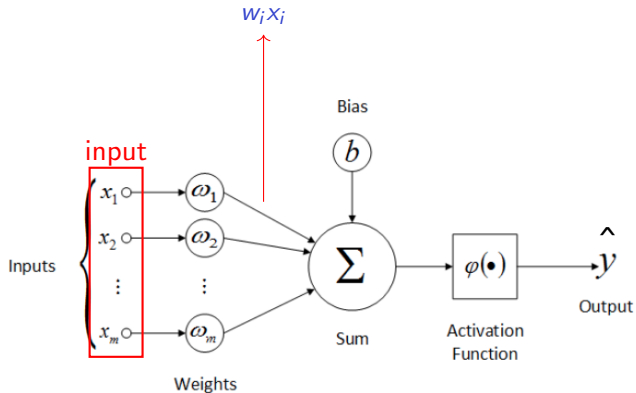 wᵢxᵢ
Bias
b
input
x₁
ω₁
x₂
ω₂
Inputs
⋮
⋮
Σ
φ(•)
ŷ
xₘ
ωₘ
Sum
Activation
Function
Output
Weights